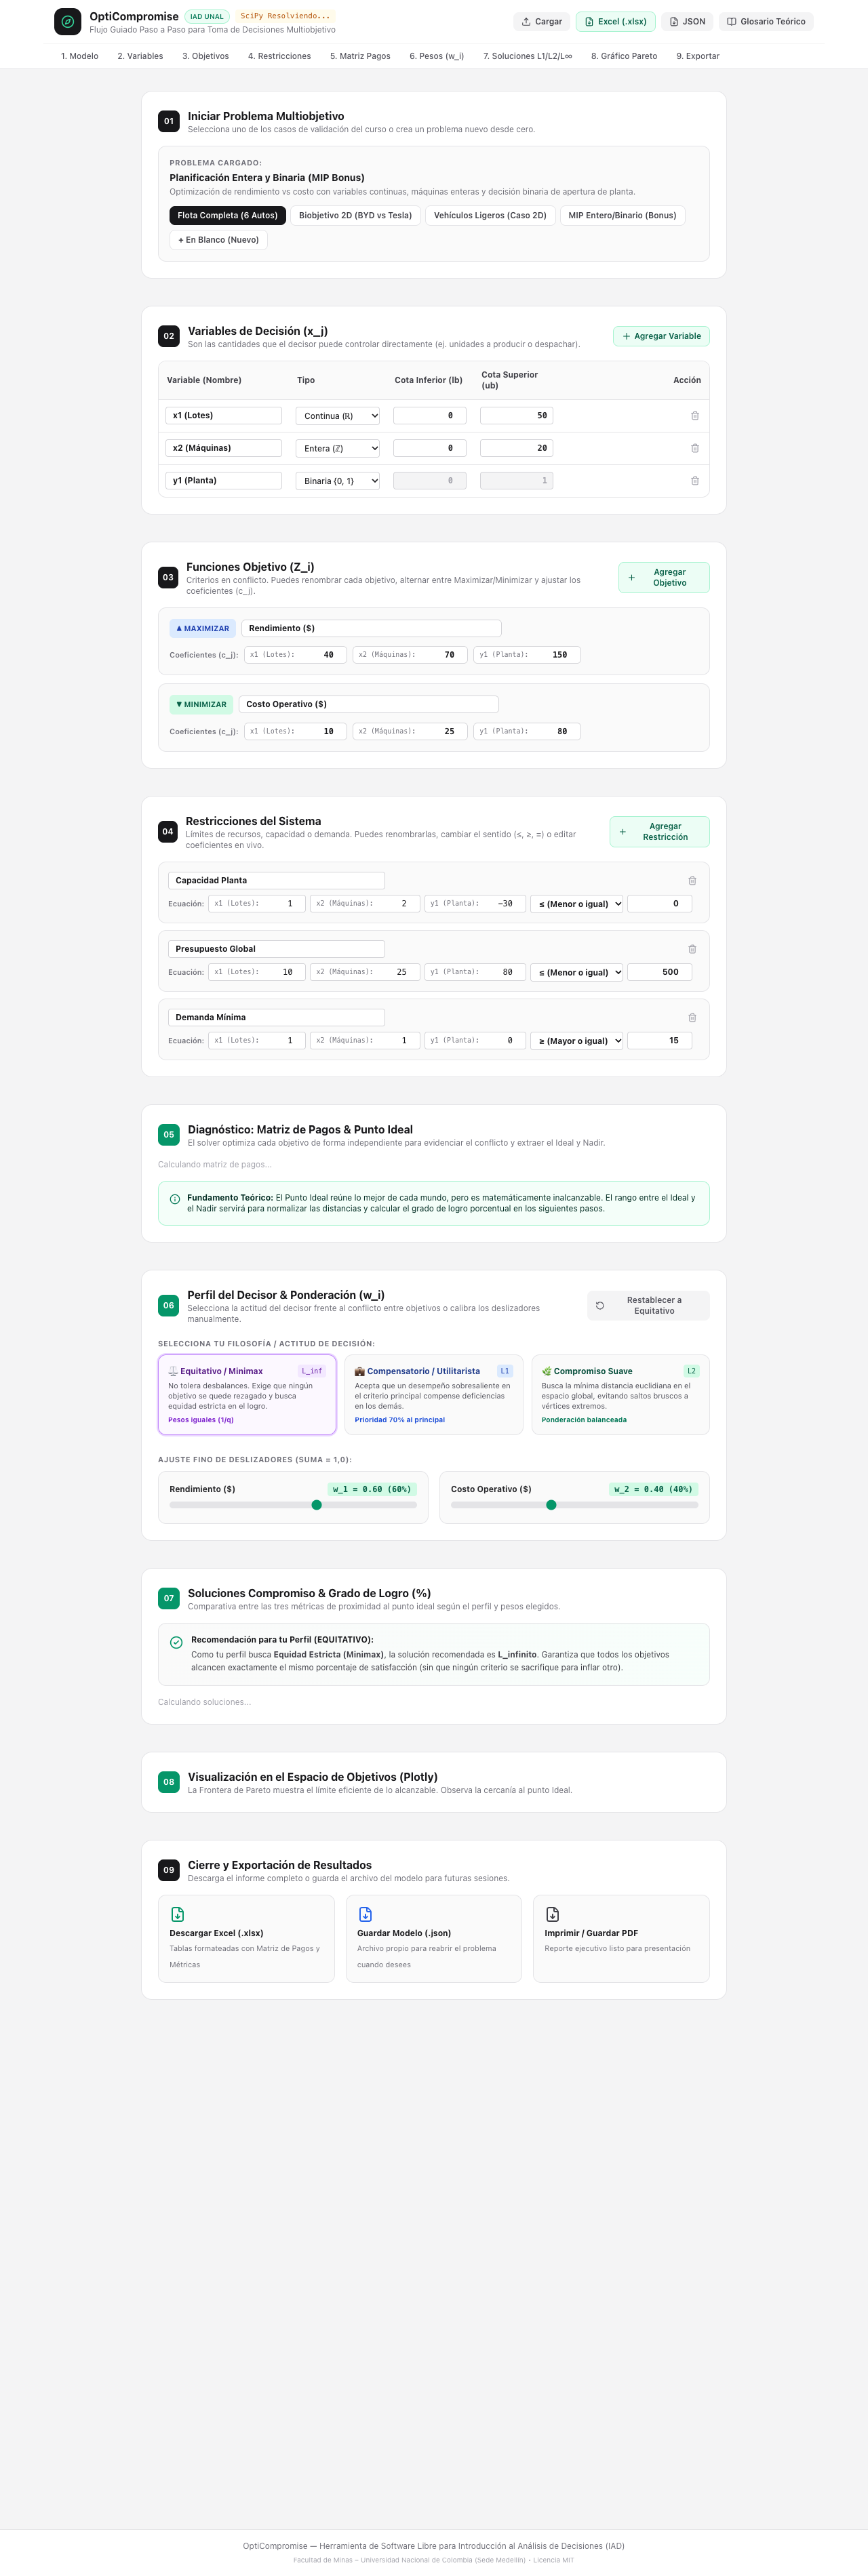 OptiCompromise IAD UNAL SciPy Resolviendo...
Flujo Guiado Paso a Paso para Toma de Decisiones Multiobjetivo
Cargar
Excel (.xlsx)
JSON
Glosario Teórico
1. Modelo
2. Variables
3. Objetivos
4. Restricciones
5. Matriz Pagos
6. Pesos (w_i)
7. Soluciones L1/L2/L∞
8. Gráfico Pareto
9. Exportar
01
Iniciar Problema Multiobjetivo
Selecciona uno de los casos de validación del curso o crea un problema nuevo desde cero.
PROBLEMA CARGADO:
Planificación Entera y Binaria (MIP Bonus)
Optimización de rendimiento vs costo con variables continuas, máquinas enteras y decisión binaria de apertura de planta.
Flota Completa (6 Autos)
Biobjetivo 2D (BYD vs Tesla)
Vehículos Ligeros (Caso 2D)
MIP Entero/Binario (Bonus)
+ En Blanco (Nuevo)
02
Variables de Decisión (x_j)
Son las cantidades que el decisor puede controlar directamente (ej. unidades a producir o despachar).
Agregar Variable
Variable (Nombre) Tipo Cota Inferior (lb) Cota Superior
(ub) Acción
x1 (Lotes) Continua (ℝ) 0 50
x2 (Máquinas) Entera (ℤ) 0 20
y1 (Planta) Binaria {0, 1} 0 1
03
Funciones Objetivo (Z_i)
Criterios en conflicto. Puedes renombrar cada objetivo, alternar entre Maximizar/Minimizar y ajustar los
coeficientes (c_j).
Agregar
Objetivo
▲ MAXIMIZAR Rendimiento ($)
Coeficientes (c_j): x1 (Lotes): 40 x2 (Máquinas): 70 y1 (Planta): 150
▼ MINIMIZAR Costo Operativo ($)
Coeficientes (c_j): x1 (Lotes): 10 x2 (Máquinas): 25 y1 (Planta): 80
04
Restricciones del Sistema
Límites de recursos, capacidad o demanda. Puedes renombrarlas, cambiar el sentido (≤, ≥, =) o editar
coeficientes en vivo.
Agregar
Restricción
Capacidad Planta
Ecuación: x1 (Lotes): 1 x2 (Máquinas): 2 y1 (Planta): −30 ≤ (Menor o igual) 0
Presupuesto Global
Ecuación: x1 (Lotes): 10 x2 (Máquinas): 25 y1 (Planta): 80 ≤ (Menor o igual) 500
Demanda Mínima
Ecuación: x1 (Lotes): 1 x2 (Máquinas): 1 y1 (Planta): 0 ≥ (Mayor o igual) 15
05
Diagnóstico: Matriz de Pagos & Punto Ideal
El solver optimiza cada objetivo de forma independiente para evidenciar el conflicto y extraer el Ideal y Nadir.
Calculando matriz de pagos...
Fundamento Teórico: El Punto Ideal reúne lo mejor de cada mundo, pero es matemáticamente inalcanzable. El rango entre el Ideal y
el Nadir servirá para normalizar las distancias y calcular el grado de logro porcentual en los siguientes pasos.
06
Perfil del Decisor & Ponderación (w_i)
Selecciona la actitud del decisor frente al conflicto entre objetivos o calibra los deslizadores
manualmente.
Restablecer a
Equitativo
SELECCIONA TU FILOSOFÍA / ACTITUD DE DECISIÓN:
⚖️ Equitativo / Minimax L_inf
No tolera desbalances. Exige que ningún
objetivo se quede rezagado y busca
equidad estricta en el logro.
Pesos iguales (1/q)
💼 Compensatorio / Utilitarista L1
Acepta que un desempeño sobresaliente en
el criterio principal compense deficiencias
en los demás.
Prioridad 70% al principal
🌿 Compromiso Suave L2
Busca la mínima distancia euclidiana en el
espacio global, evitando saltos bruscos a
vértices extremos.
Ponderación balanceada
AJUSTE FINO DE DESLIZADORES (SUMA = 1,0):
Rendimiento ($) w_1 = 0.60 (60%)
Costo Operativo ($) w_2 = 0.40 (40%)
07
Soluciones Compromiso & Grado de Logro (%)
Comparativa entre las tres métricas de proximidad al punto ideal según el perfil y pesos elegidos.
Recomendación para tu Perfil (EQUITATIVO):
Como tu perfil busca Equidad Estricta (Minimax), la solución recomendada es L_infinito. Garantiza que todos los objetivos
alcancen exactamente el mismo porcentaje de satisfacción (sin que ningún criterio se sacrifique para inflar otro).
Calculando soluciones...
08
Visualización en el Espacio de Objetivos (Plotly)
La Frontera de Pareto muestra el límite eficiente de lo alcanzable. Observa la cercanía al punto Ideal.
09
Cierre y Exportación de Resultados
Descarga el informe completo o guarda el archivo del modelo para futuras sesiones.
Descargar Excel (.xlsx)
Tablas formateadas con Matriz de Pagos y
Métricas
Guardar Modelo (.json)
Archivo propio para reabrir el problema
cuando desees
Imprimir / Guardar PDF
Reporte ejecutivo listo para presentación
OptiCompromise — Herramienta de Software Libre para Introducción al Análisis de Decisiones (IAD)
Facultad de Minas – Universidad Nacional de Colombia (Sede Medellín) • Licencia MIT